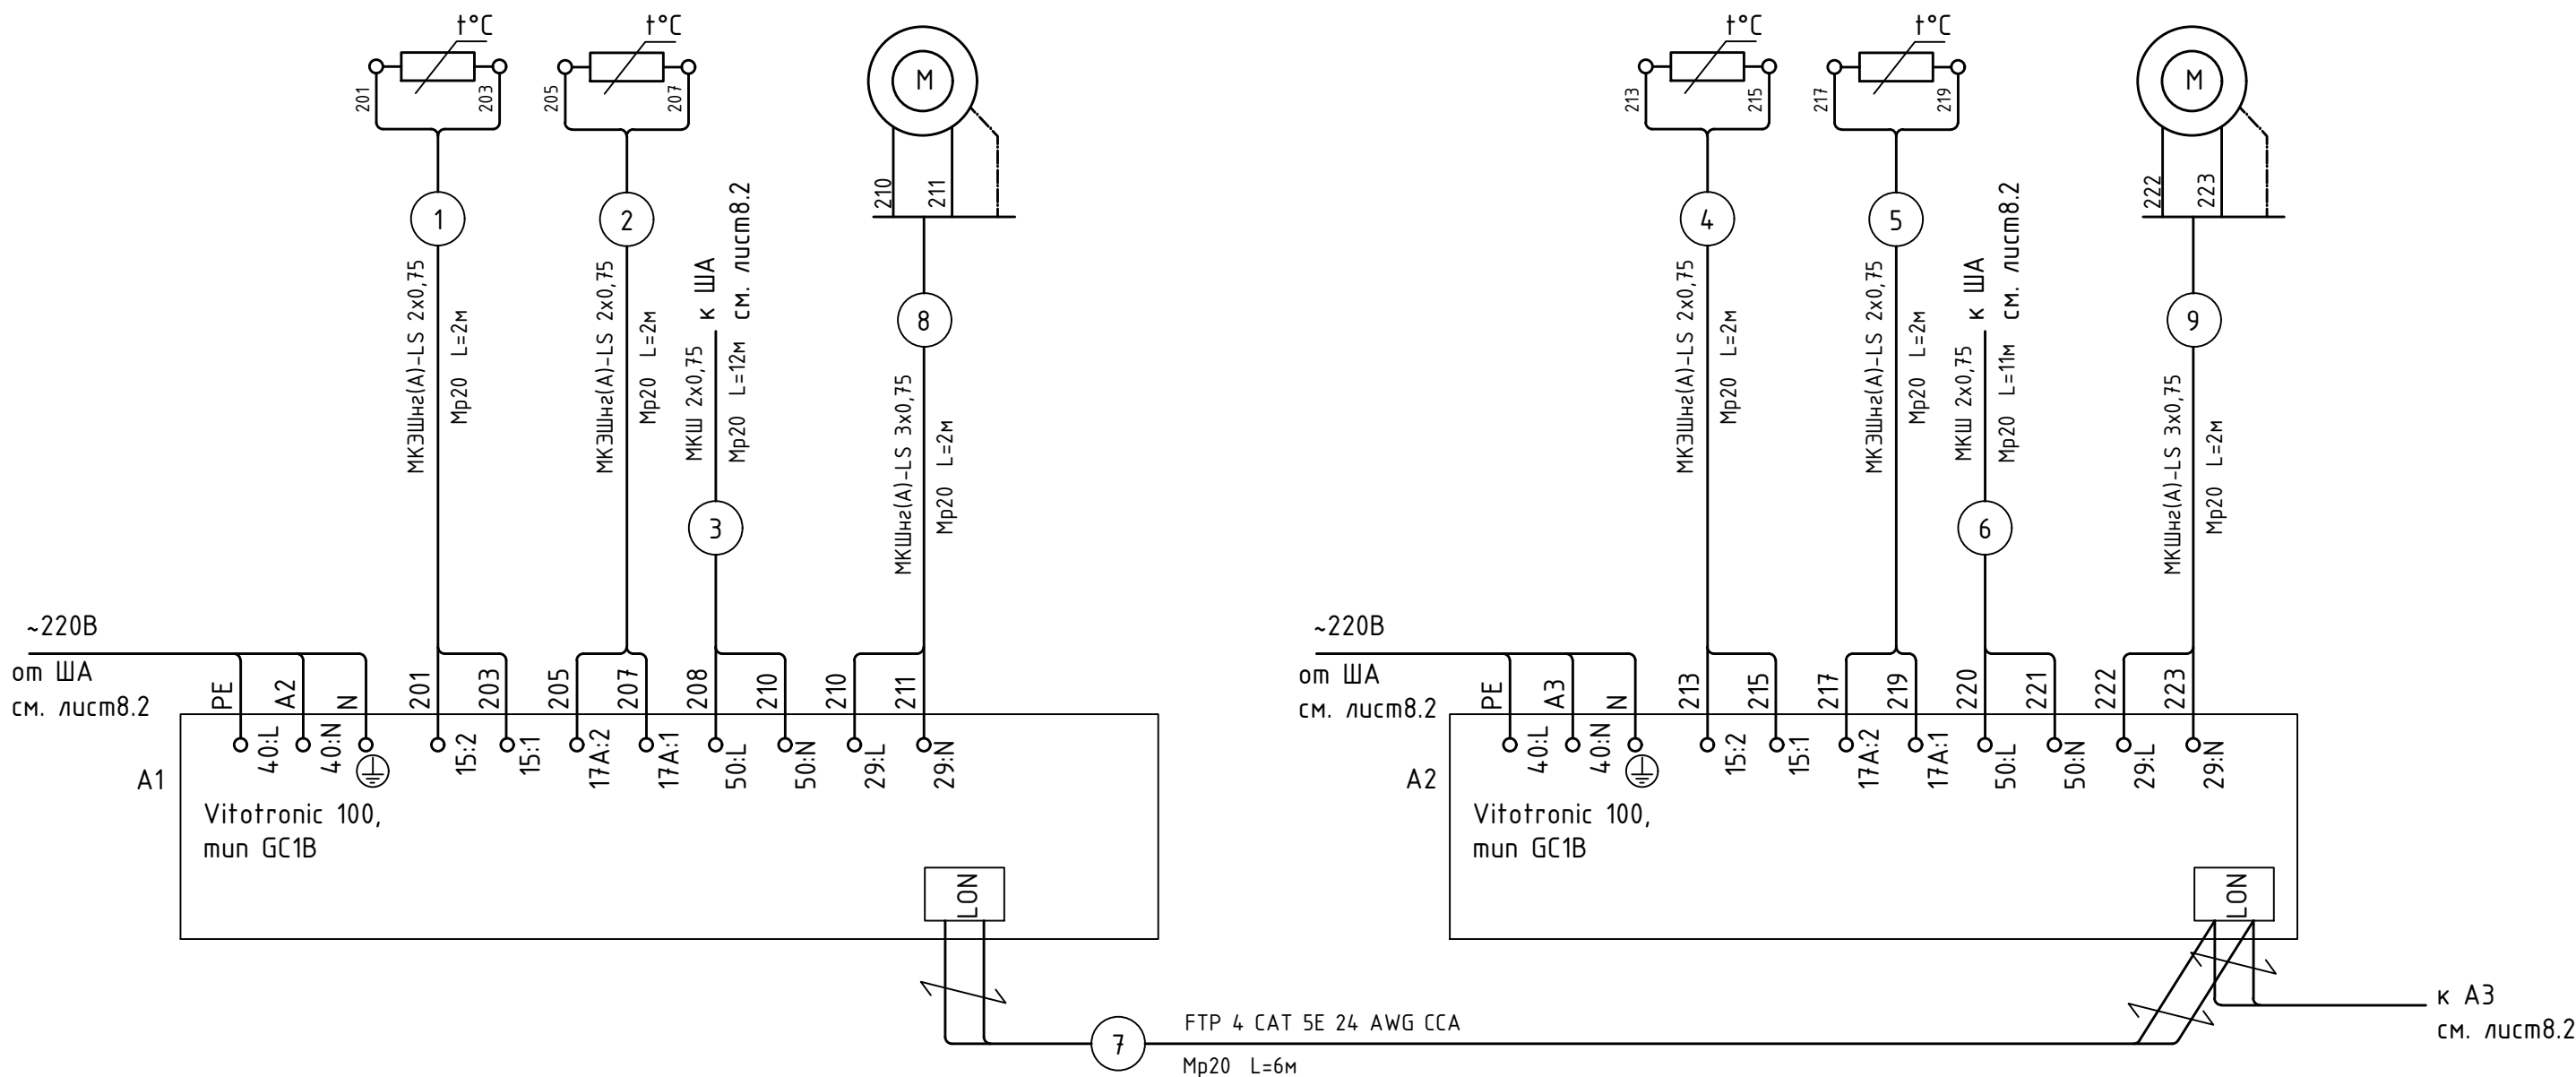 t°C
t°C
M
201
203
205
207
210
211
1
2
8
3
МКЭШнг(А)-LS 2x0,75
Мр20 L=2м
МКЭШнг(А)-LS 2x0,75
Мр20 L=2м
МКШ 2x0,75
к ША
Мр20 L=12м
см. лист8.2
МКШнг(А)-LS 3x0,75
Мр20 L=2м
~220В
от ША
см. лист8.2
PE
A2
N
201
203
205
207
208
210
210
211
40:L
40:N
15:2
15:1
17A:2
17A:1
50:L
50:N
29:L
29:N
A1
Vitotronic 100,
тип GC1B
LON
t°C
t°C
M
213
215
217
219
222
223
4
5
9
6
МКЭШнг(А)-LS 2x0,75
Мр20 L=2м
МКЭШнг(А)-LS 2x0,75
Мр20 L=2м
МКШ 2x0,75
к ША
Мр20 L=11м
см. лист8.2
МКШнг(А)-LS 3x0,75
Мр20 L=2м
~220В
от ША
см. лист8.2
PE
A3
N
213
215
217
219
220
221
222
223
40:L
40:N
15:2
15:1
17A:2
17A:1
50:L
50:N
29:L
29:N
A2
Vitotronic 100,
тип GC1B
LON
7
FTP 4 CAT 5E 24 AWG CCA
Мр20 L=6м
к А3
см. лист8.2